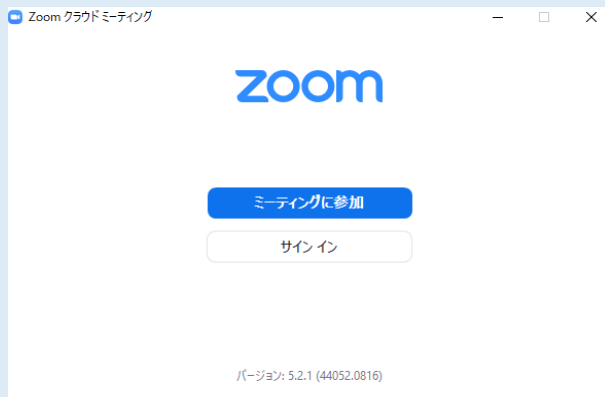 Zoom クラウド ミーティング
zoom
ミーティングに参加
サイン イン
バージョン: 5.2.1 (44052.0816)